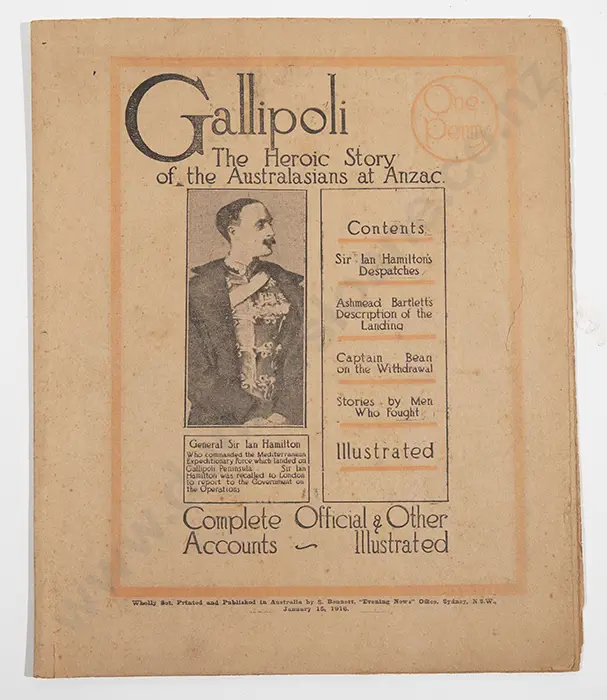 Gallipoli
One
Penny
The Heroic Story
of the Australasians at Anzac.
Contents
Sir Ian Hamilton's
Despatches
Ashmead Bartlett's
Description of the
Landing
Captain Bean
on the Withdrawal
Stories by Men
Who Fought
Illustrated
General Sir Ian Hamilton
Who commanded the Mediterranean
Expeditionary Force which landed on
Gallipoli Peninsula. Sir Ian
Hamilton was recalled to London
to report to the Government on
the Operations
Complete Official & Other
Accounts ~ Illustrated
Wholly Set, Printed and Published in Australia by S. Bennett, "Evening News" Office, Sydney, N.S.W.,
January 15, 1916.